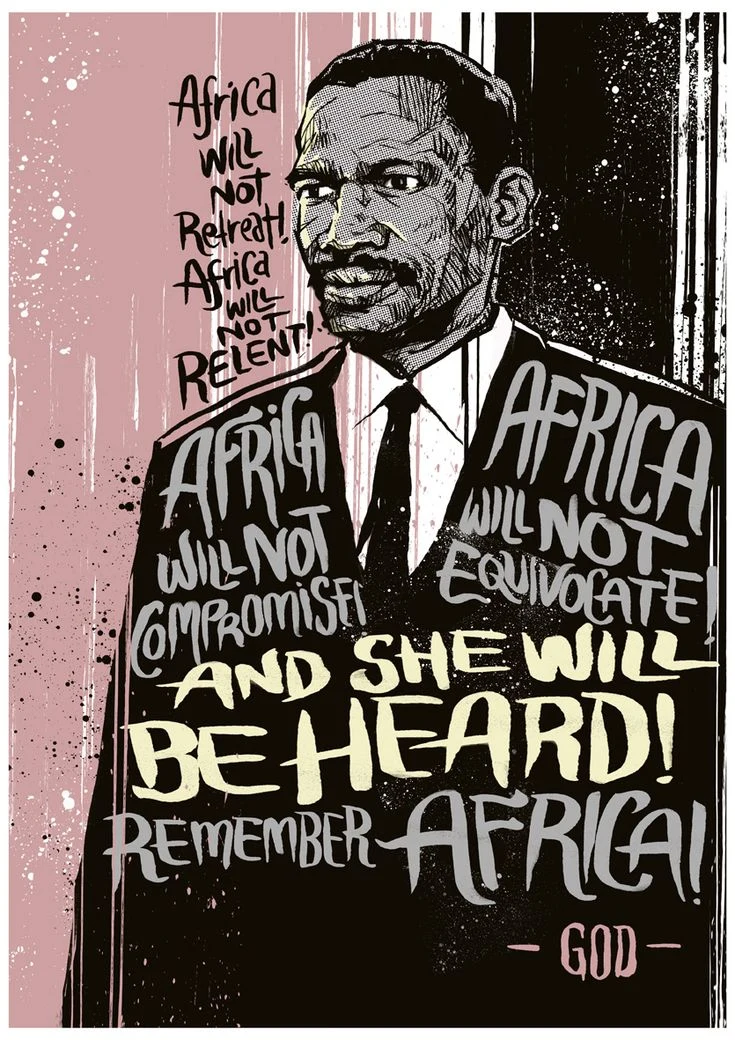 Africa
WILL
NOT
Retreat!
Africa
WILL
NOT
RELENT!
AFRICA
WILL NOT
COMPROMISE!
AFRICA
WILL NOT
EQUIVOCATE!
AND SHE WILL
BE HEARD!
REMEMBER AFRICA!
- GOD -